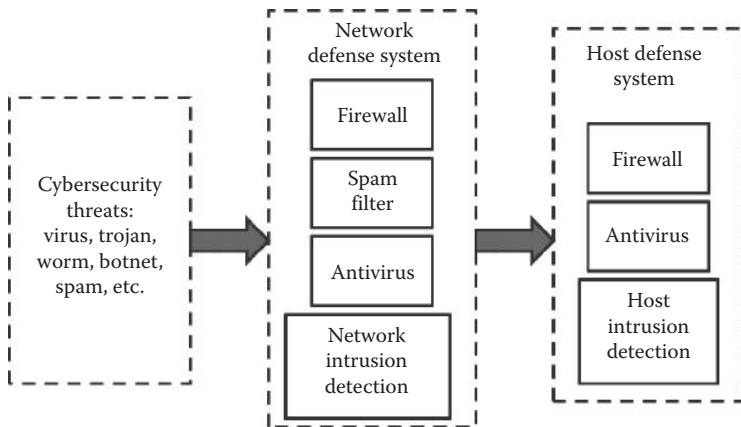 Cybersecurity
threats:
virus, trojan,
worm, botnet,
spam, etc.
Network
defense system
Firewall
Spam
filter
Antivirus
Network
intrusion
detection
Host defense
system
Firewall
Antivirus
Host
intrusion
detection